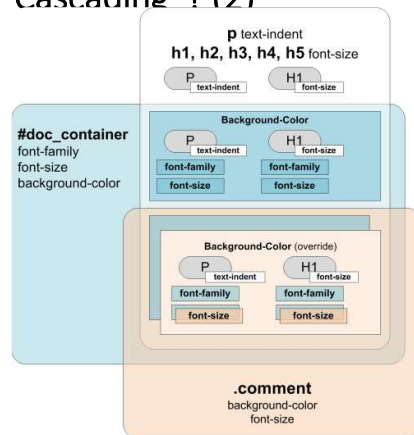 Cascading ? (2)
p text-indent
h1, h2, h3, h4, h5 font-size
P H1
text-indent font-size
#doc_container
font-family
font-size
background-color
Background-Color
P H1
text-indent font-size
font-family font-family
font-size font-size
Background-Color (override)
P H1
text-indent font-size
font-family font-family
font-size font-size
.comment
background-color
font-size